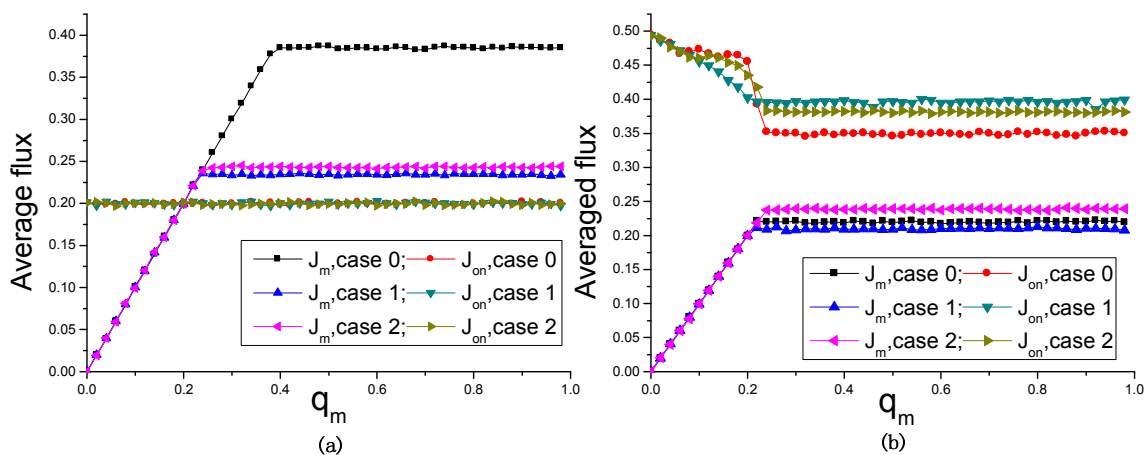 Average flux
0.40
0.35
0.30
0.25
0.20
0.15
0.10
0.05
0.00
J_m,case 0; J_on,case 0
J_m,case 1; J_on,case 1
J_m,case 2; J_on,case 2
0.0 0.2 0.4 0.6 0.8 1.0
q_m
(a)
Averaged flux
0.50
0.45
0.40
0.35
0.30
0.25
0.20
0.15
0.10
0.05
0.00
J_m,case 0; J_on,case 0
J_m,case 1; J_on,case 1
J_m,case 2; J_on,case 2
0.0 0.2 0.4 0.6 0.8 1.0
q_m
(b)